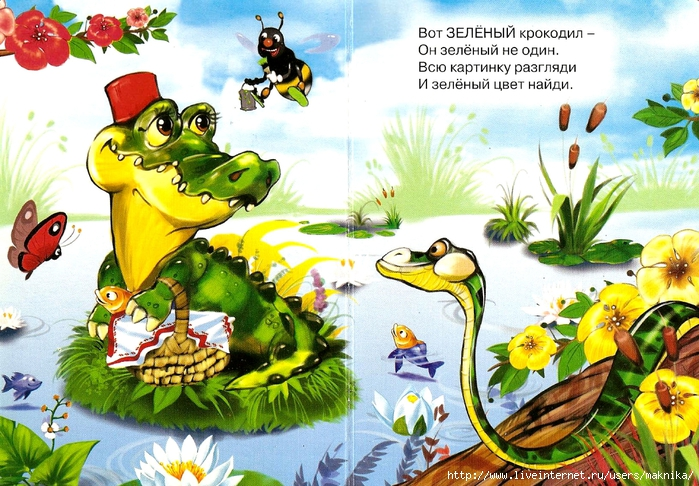 Вот ЗЕЛЁНЫЙ крокодил –
Он зелёный не один.
Всю картинку разгляди
И зелёный цвет найди.
http://www.liveinternet.ru/users/maknika/